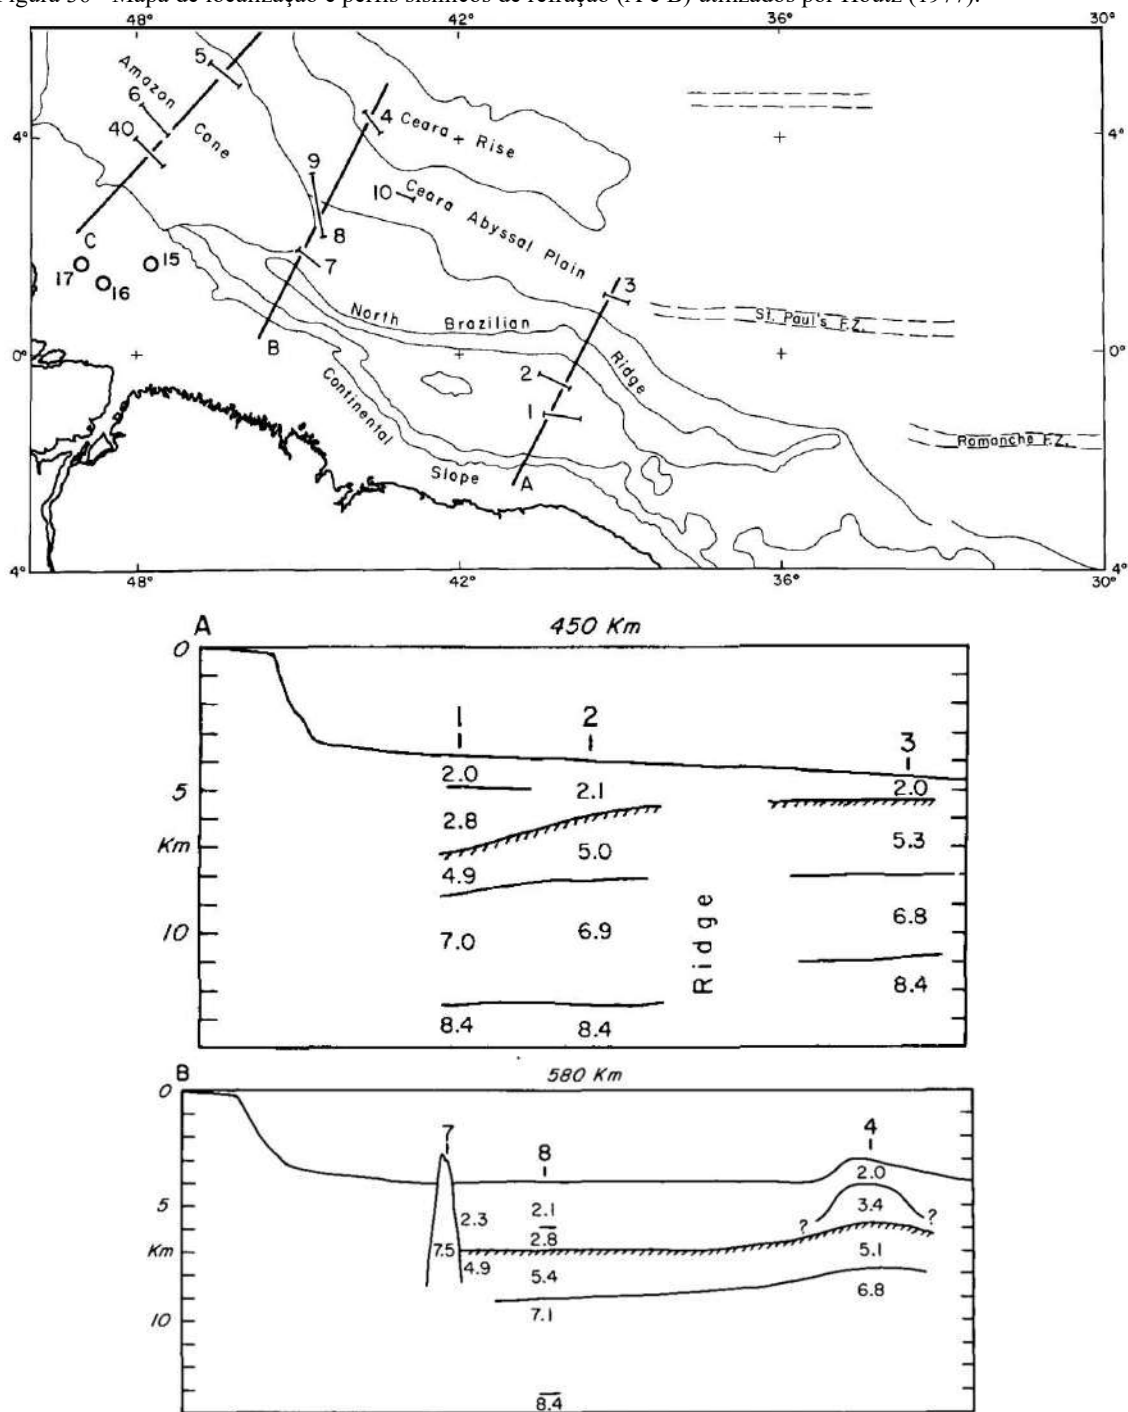 Figura 50 - Mapa de localização e perfis sísmicos de refração (A e B) utilizados por Houtz (1977).
48° 42° 36° 30°
5
Amazon Cone
6
40
4
Ceara + Rise
4° 4°
9
10
Ceara Abyssal Plain
8
C
7
17 16 15
3
St. Paul's F.Z.
North Brazilian Ridge
B
0° 0°
2
Continental Slope
1
A
Romanche F.Z.
4° 4°
48° 42° 36° 30°
A 450 Km
0
1 2 3
2.0 2.1 2.0
5
2.8 5.0 5.3
Km
4.9
Ridge
10
7.0 6.9 6.8
8.4 8.4 8.4
B 580 Km
0
7 8 4
2.0
5
2.3 2.1 3.4
? ?
2.8
Km
7.5 4.9 5.4 5.1
7.1 6.8
10
8.4